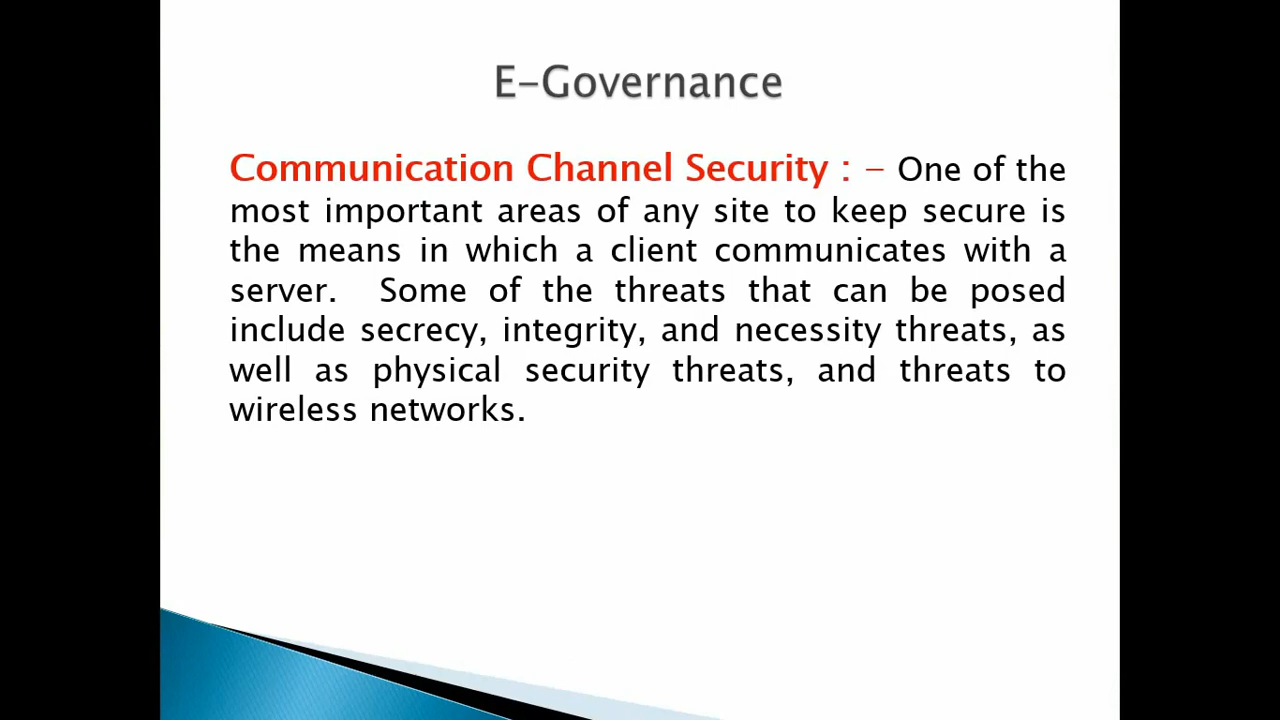 E-Governance
Communication Channel Security : – One of the
most important areas of any site to keep secure is
the means in which a client communicates with a
server. Some of the threats that can be posed
include secrecy, integrity, and necessity threats, as
well as physical security threats, and threats to
wireless networks.